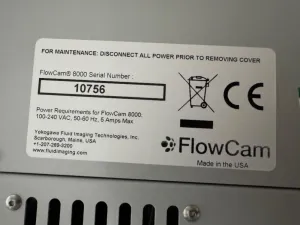 FOR MAINTENANCE: DISCONNECT ALL POWER PRIOR TO REMOVING COVER
FlowCam® 8000 Serial Number :
10756
Power Requirements for FlowCam 8000:
100-240 VAC, 50-60 Hz, 6 Amps Max
Yokogawa Fluid Imaging Technologies, Inc.
Scarborough, Maine, USA
+1-207-289-3200
www.fluidimaging.com
FlowCam
Made in the USA